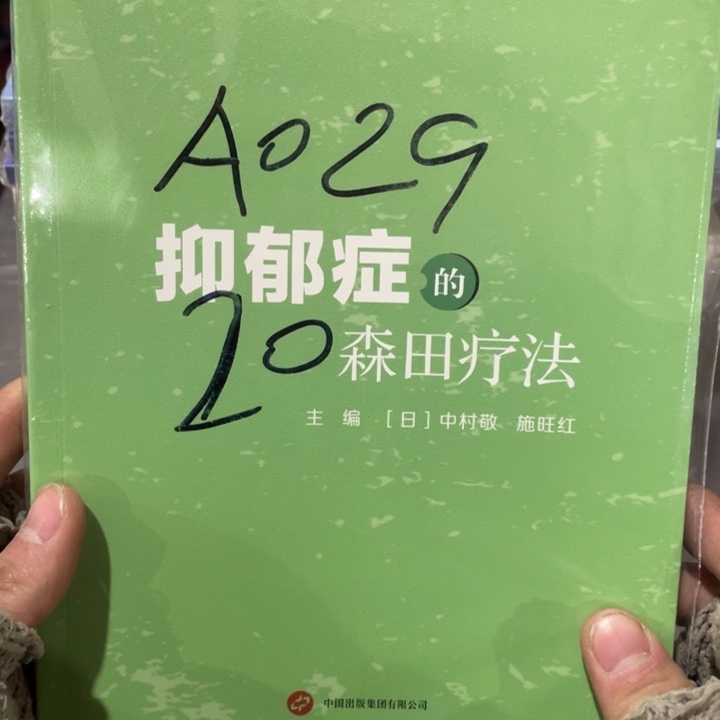 A029
抑郁症的
20
森田疗法
主 编 [日]中村敬 施旺红
中国出版集团有限公司